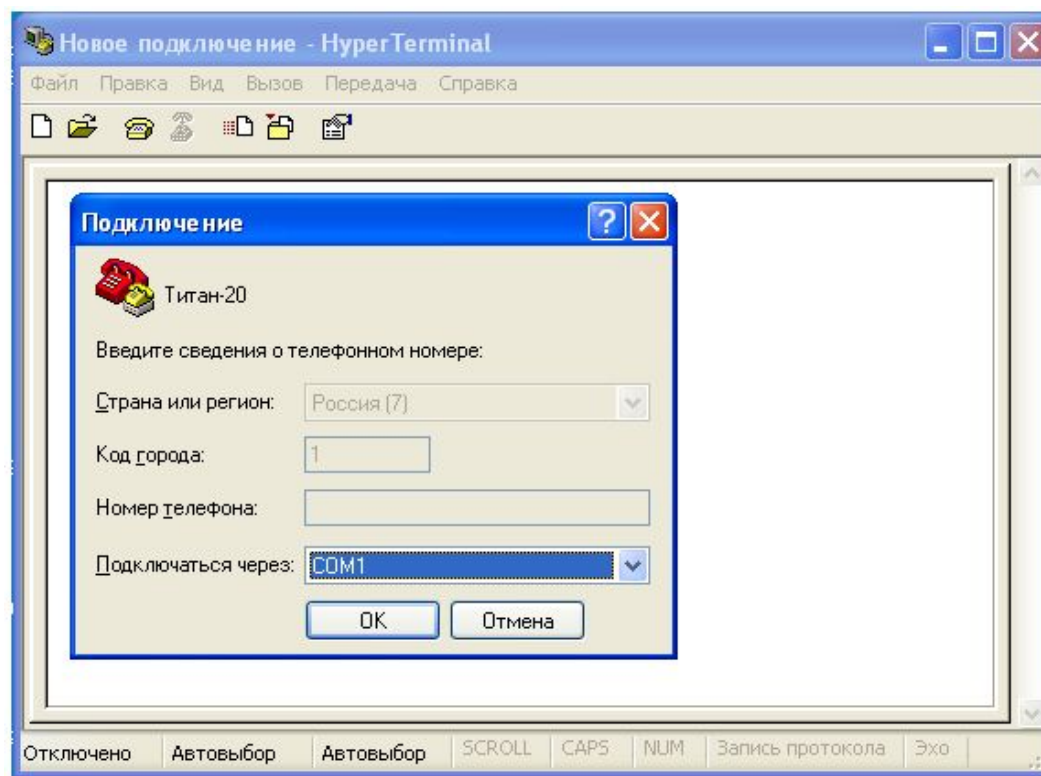 Новое подключение - HyperTerminal
Файл Правка Вид Вызов Передача Справка
Подключение
Титан-20
Введите сведения о телефонном номере:
Страна или регион: Россия (7)
Код города: 1
Номер телефона:
Подключаться через: COM1
OK Отмена
Отключено Автовыбор Автовыбор SCROLL CAPS NUM Запись протокола Эхо